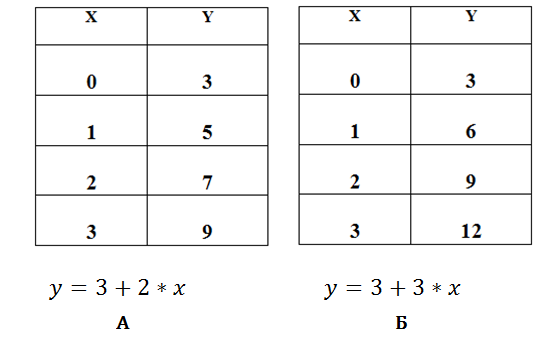 X Y
0 3
1 5
2 7
3 9
y = 3 + 2 * x
А
X Y
0 3
1 6
2 9
3 12
y = 3 + 3 * x
Б